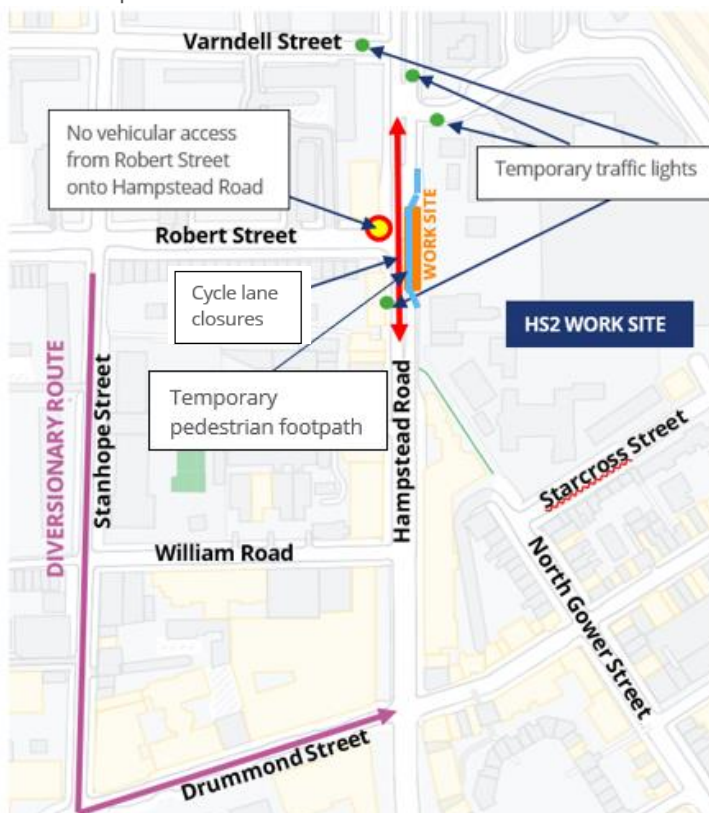 Varndell Street
No vehicular access
from Robert Street
onto Hampstead Road
Temporary traffic lights
Robert Street
WORK SITE
Cycle lane
closures
HS2 WORK SITE
Temporary
pedestrian footpath
DIVERSIONARY ROUTE
Stanhope Street
Hampstead Road
Starcross Street
William Road
North Gower Street
Drummond Street